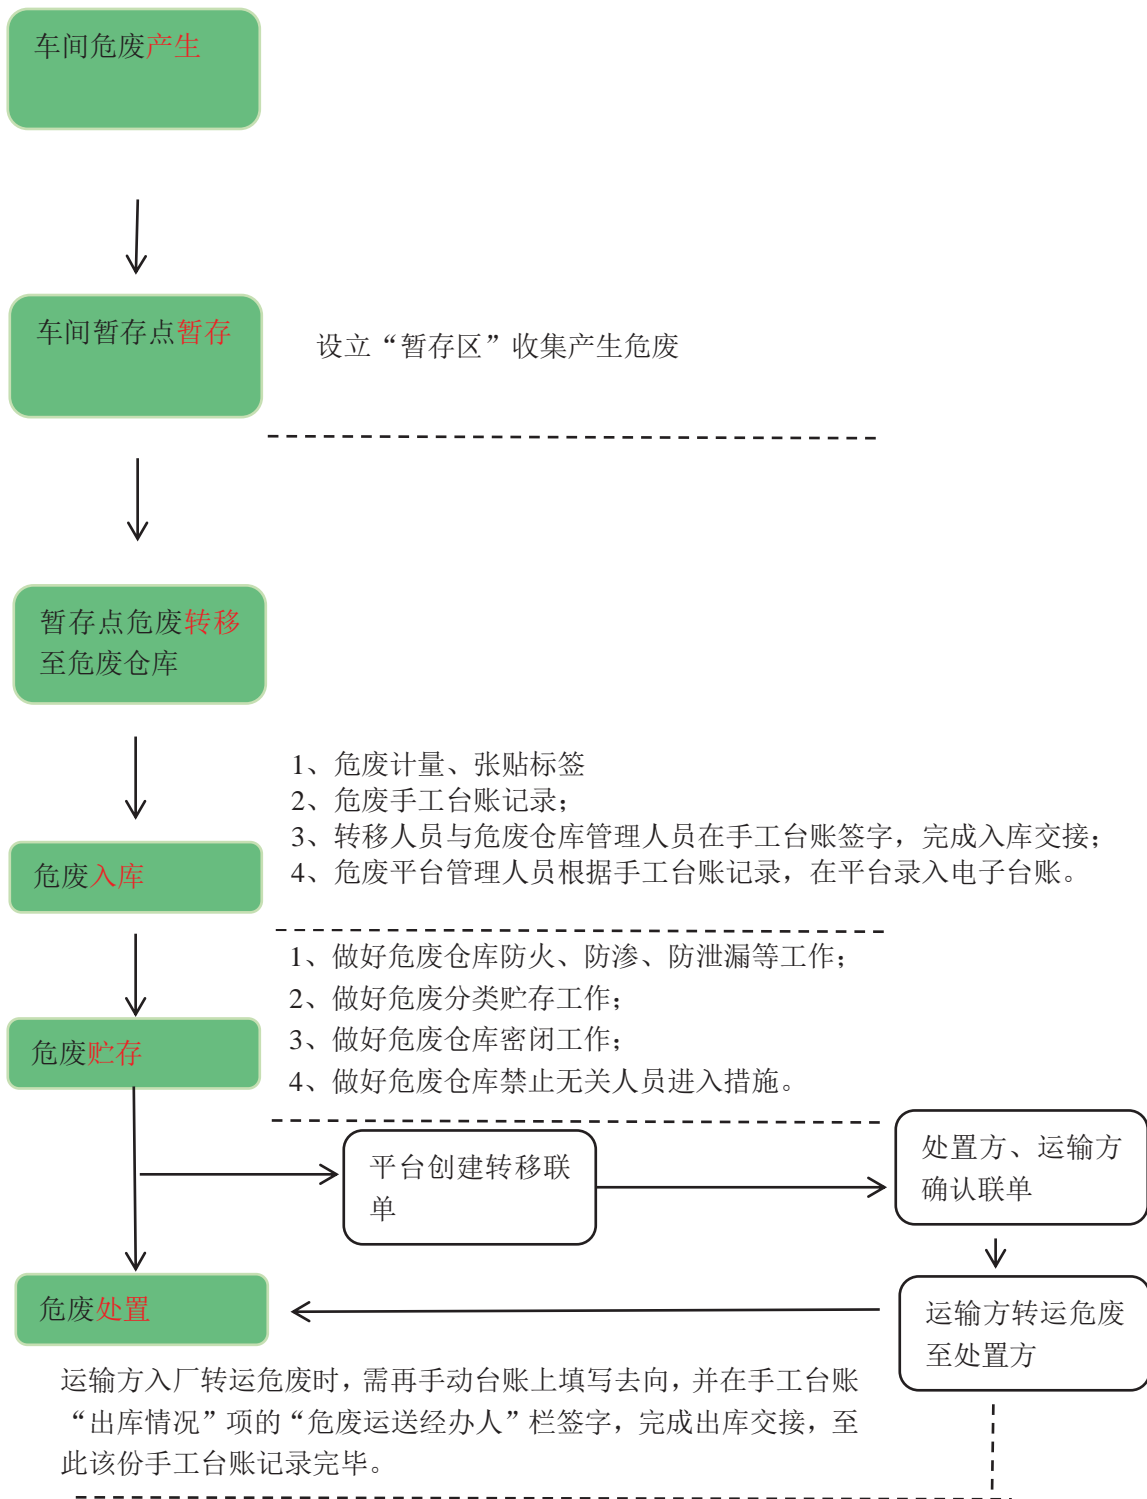 车间危废产生
车间暂存点暂存
设立“暂存区”收集产生危废
暂存点危废转移
至危废仓库
1、危废计量、张贴标签
2、危废手工台账记录；
3、转移人员与危废仓库管理人员在手工台账签字，完成入库交接；
4、危废平台管理人员根据手工台账记录，在平台录入电子台账。
危废入库
1、做好危废仓库防火、防渗、防泄漏等工作；
2、做好危废分类贮存工作；
3、做好危废仓库密闭工作；
4、做好危废仓库禁止无关人员进入措施。
危废贮存
平台创建转移联
单
处置方、运输方
确认联单
危废处置
运输方转运危废
至处置方
运输方入厂转运危废时，需再手动台账上填写去向，并在手工台账
“出库情况”项的“危废运送经办人”栏签字，完成出库交接，至
此该份手工台账记录完毕。